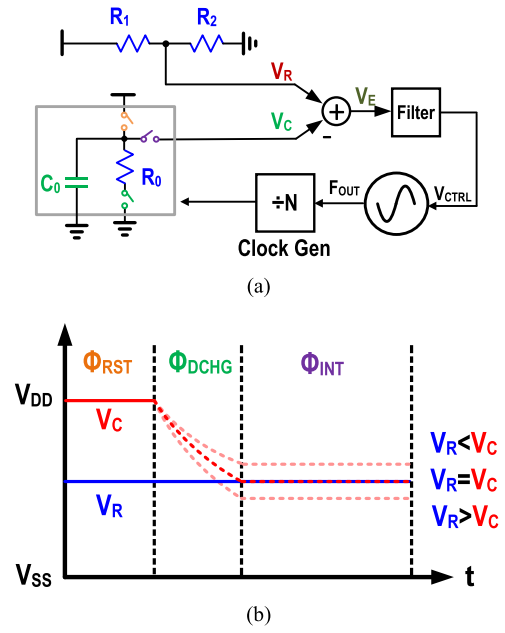 (a)
R1
R2
VR
VE
Filter
VC
C0
R0
÷N
FOUT
VCTRL
Clock Gen
(a)
ΦRST
ΦDCHG
ΦINT
VDD
VC
VR<VC
VR=VC
VR
VR>VC
VSS
t
(b)